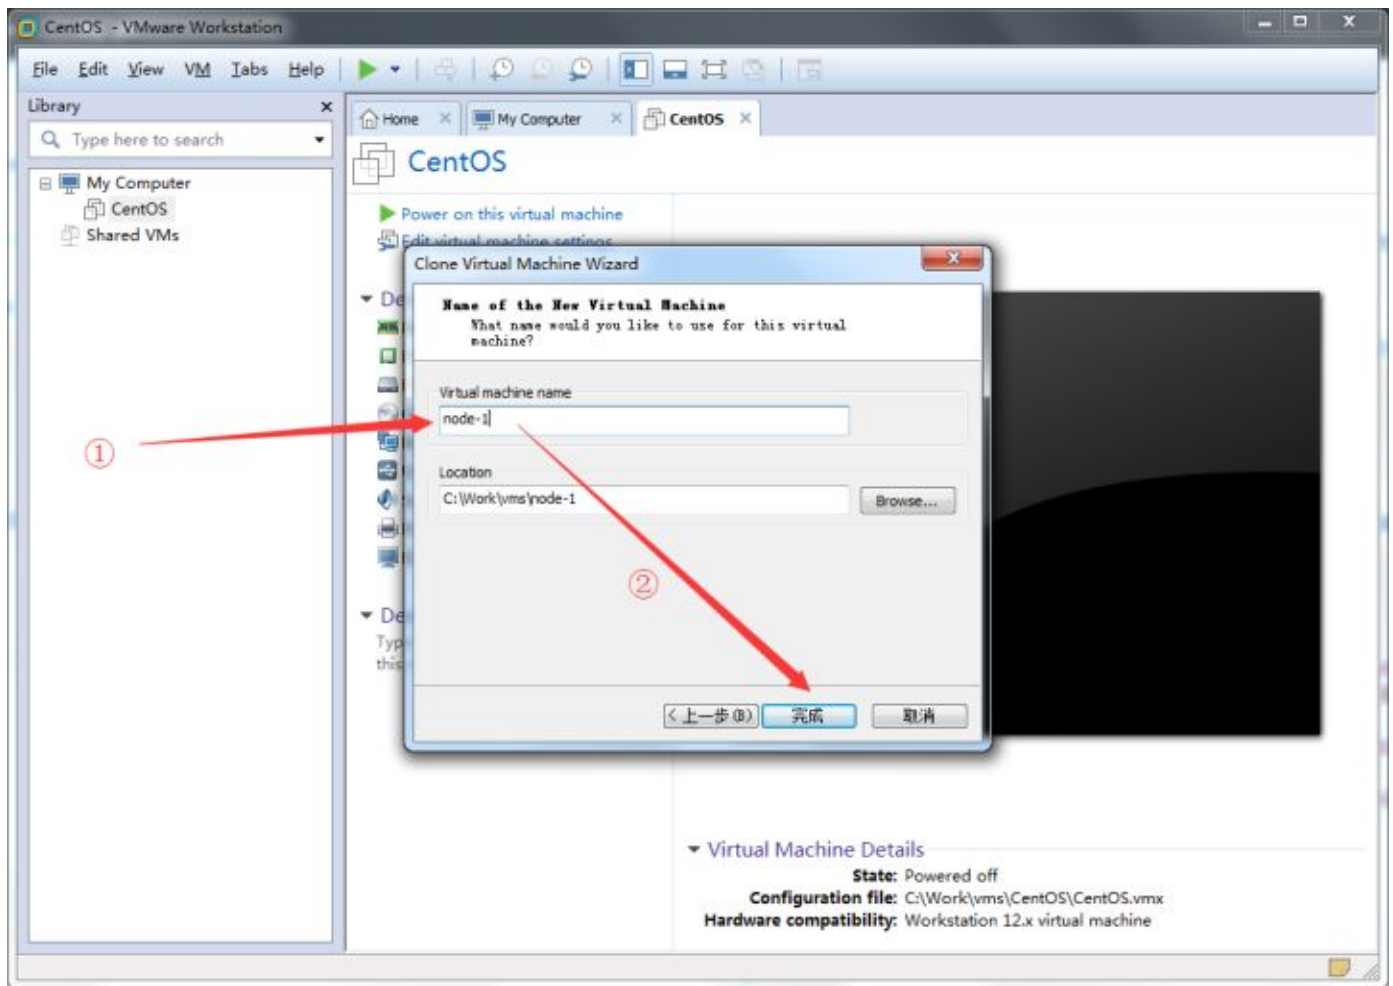 CentOS - VMware Workstation
File Edit View VM Tabs Help
Library
Type here to search
My Computer
CentOS
Shared VMs
Home
My Computer
CentOS
CentOS
Power on this virtual machine
Edit virtual machine settings
De
Clone Virtual Machine Wizard
Name of the New Virtual Machine
What name would you like to use for this virtual
machine?
Virtual machine name
node-1
①
Location
C:\Work\vms\node-1
Browse...
②
De
Typ
this
<上一步(B)
完成
取消
Virtual Machine Details
State: Powered off
Configuration file: C:\Work\vms\CentOS\CentOS.vmx
Hardware compatibility: Workstation 12.x virtual machine